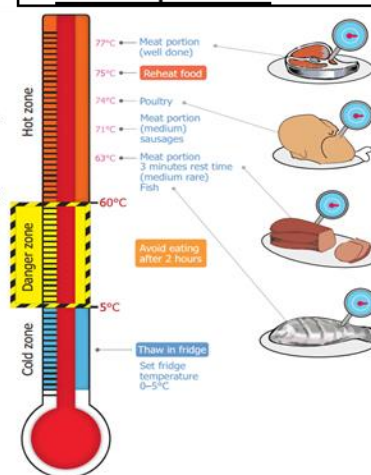 Hot zone
77°C
Meat portion
(well done)
75°C
Reheat food
74°C
Poultry
71°C
Meat portion
(medium)
sausages
63°C
Meat portion
3 minutes rest time
(medium rare)
Fish
60°C
Danger zone
Avoid eating
after 2 hours
5°C
Cold zone
Thaw in fridge
Set fridge
temperature
0–5°C